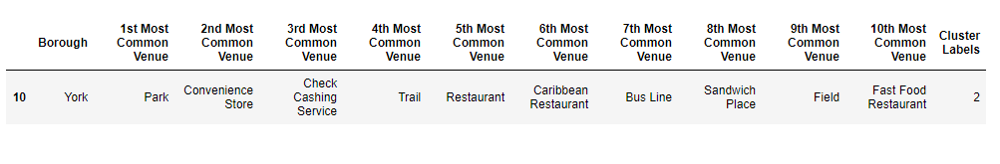 Borough 1st Most Common Venue 2nd Most Common Venue 3rd Most Common Venue 4th Most Common Venue 5th Most Common Venue 6th Most Common Venue 7th Most Common Venue 8th Most Common Venue 9th Most Common Venue 10th Most Common Venue Cluster Labels
10 York Park Convenience Store Check Cashing Service Trail Restaurant Caribbean Restaurant Bus Line Sandwich Place Field Fast Food Restaurant 2